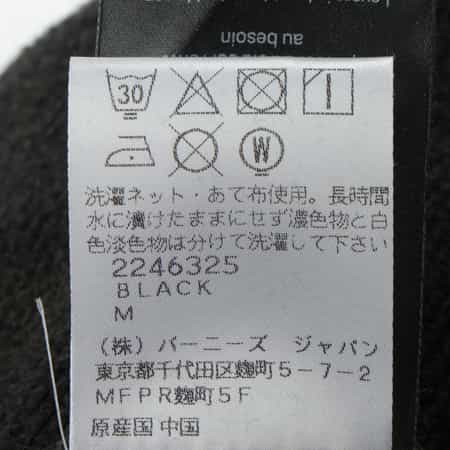 au besoin
30
W
洗濯ネット・あて布使用。長時間
水に漬けたままにせず濃色物と白
色淡色物は分けて洗濯して下さい
2246325
BLACK
M
(株) バーニーズ ジャパン
東京都千代田区麹町5-7-2
MFPR麹町5F
原産国 中国